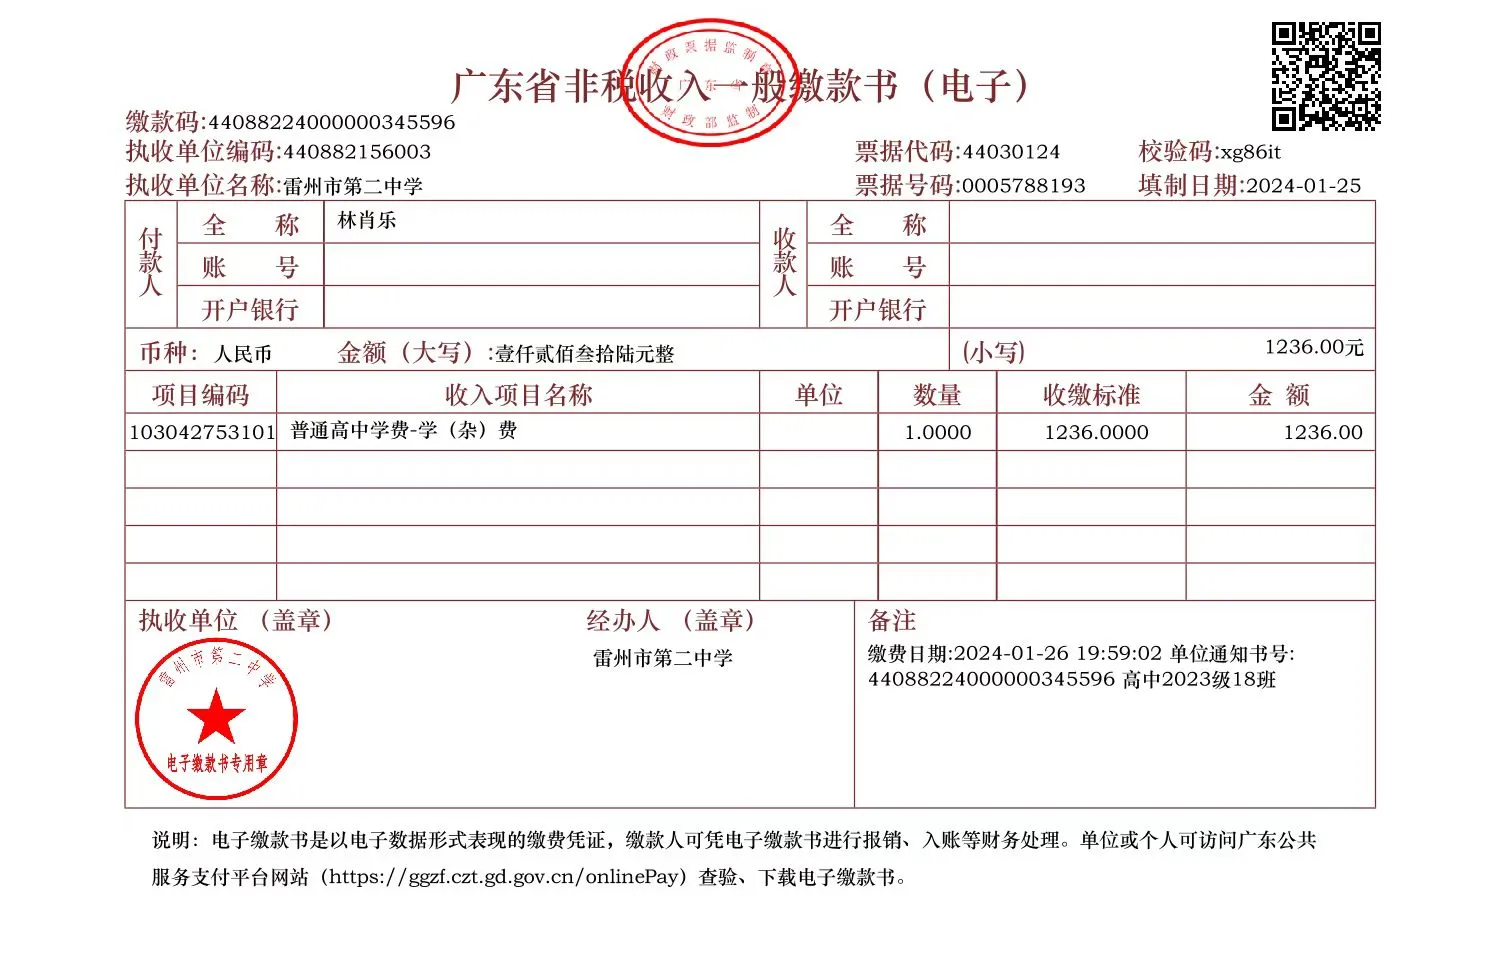 广东省非税收入一般缴款书（电子）
财政票据监制章
广东省
财政部监制
缴款码:44088224000000345596
执收单位编码:440882156003
票据代码:44030124
校验码:xg86it
执收单位名称:雷州市第二中学
票据号码:0005788193
填制日期:2024-01-25
付款人
全 称 林肖乐
账 号
开户银行
收款人
全 称
账 号
开户银行
币种：人民币 金额（大写）:壹仟贰佰叁拾陆元整 (小写) 1236.00元
项目编码 收入项目名称 单位 数量 收缴标准 金 额
103042753101 普通高中学费-学（杂）费 1.0000 1236.0000 1236.00
执收单位 （盖章）
雷州市第二中学
电子缴款书专用章
经办人 （盖章）
雷州市第二中学
备注
缴费日期:2024-01-26 19:59:02 单位通知书号:
44088224000000345596 高中2023级18班
说明：电子缴款书是以电子数据形式表现的缴费凭证，缴款人可凭电子缴款书进行报销、入账等财务处理。单位或个人可访问广东公共
服务支付平台网站（https://ggzf.czt.gd.gov.cn/onlinePay）查验、下载电子缴款书。